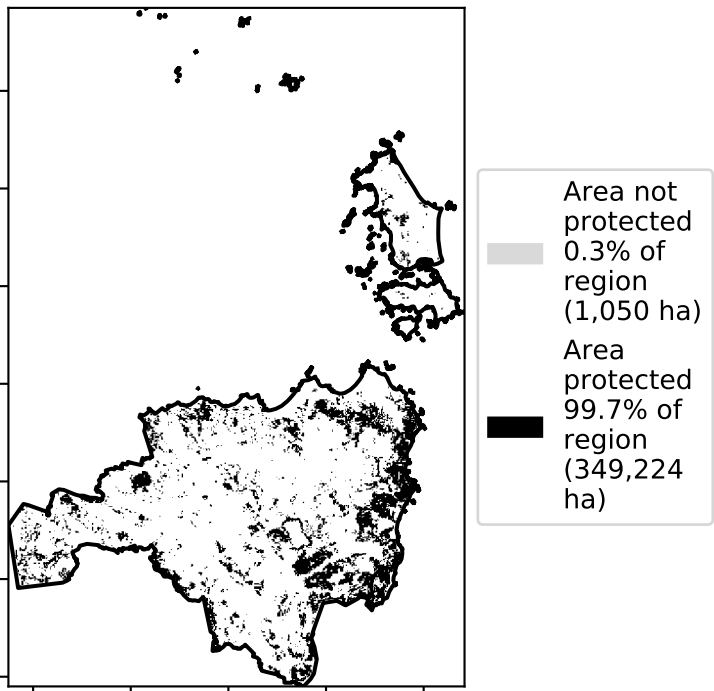 Area not
protected
0.3% of
region
(1,050 ha)
Area
protected
99.7% of
region
(349,224
ha)